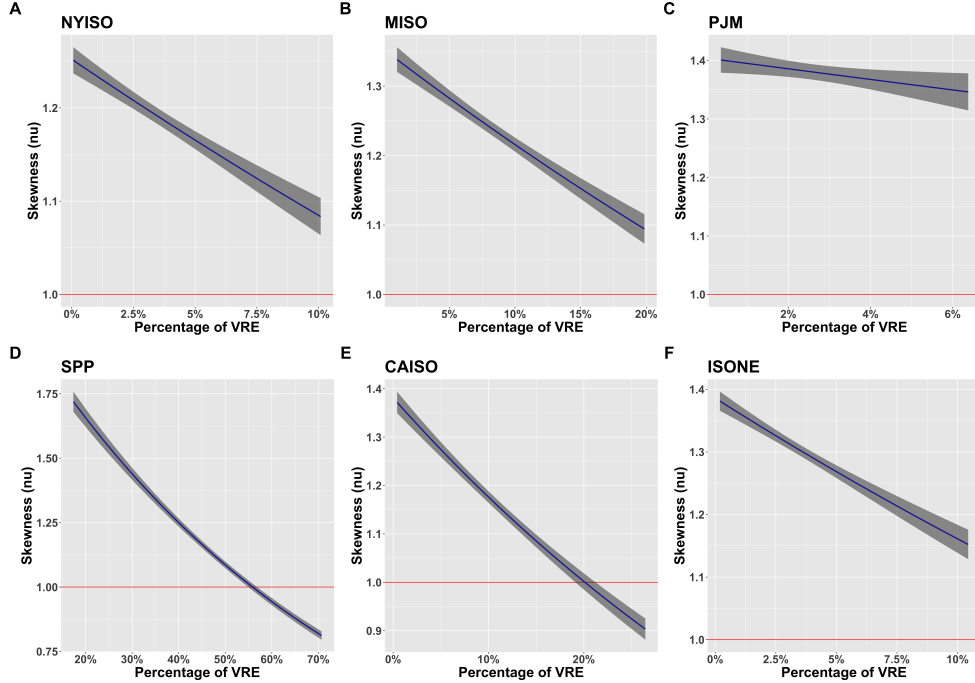 A
NYISO
Skewness (nu)
1.2
1.1
1.0
0%
2.5%
5%
7.5%
10%
Percentage of VRE
B
MISO
Skewness (nu)
1.3
1.2
1.1
1.0
5%
10%
15%
20%
Percentage of VRE
C
PJM
Skewness (nu)
1.4
1.3
1.2
1.1
1.0
2%
4%
6%
Percentage of VRE
D
SPP
Skewness (nu)
1.75
1.50
1.25
1.00
0.75
20%
30%
40%
50%
60%
70%
Percentage of VRE
E
CAISO
Skewness (nu)
1.4
1.3
1.2
1.1
1.0
0.9
0%
10%
20%
Percentage of VRE
F
ISONE
Skewness (nu)
1.4
1.3
1.2
1.1
1.0
0%
2.5%
5%
7.5%
10%
Percentage of VRE